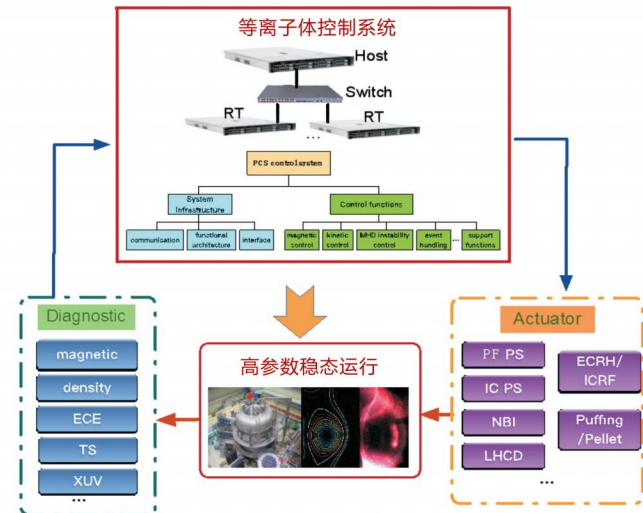 等离子体控制系统
Host
Switch
RT
RT
...
PCS controlsystem
System
Infrastructure
Control functions
communication
functional
architecture
interface
magnetic
control
kinetic
control
MHD instability
control
event
handling
...
support
functions
Diagnostic
magnetic
density
ECE
TS
XUV
...
高参数稳态运行
Actuator
PF PS
IC PS
NBI
LHCD
ECRH/
ICRF
Puffing
/Pellet
...